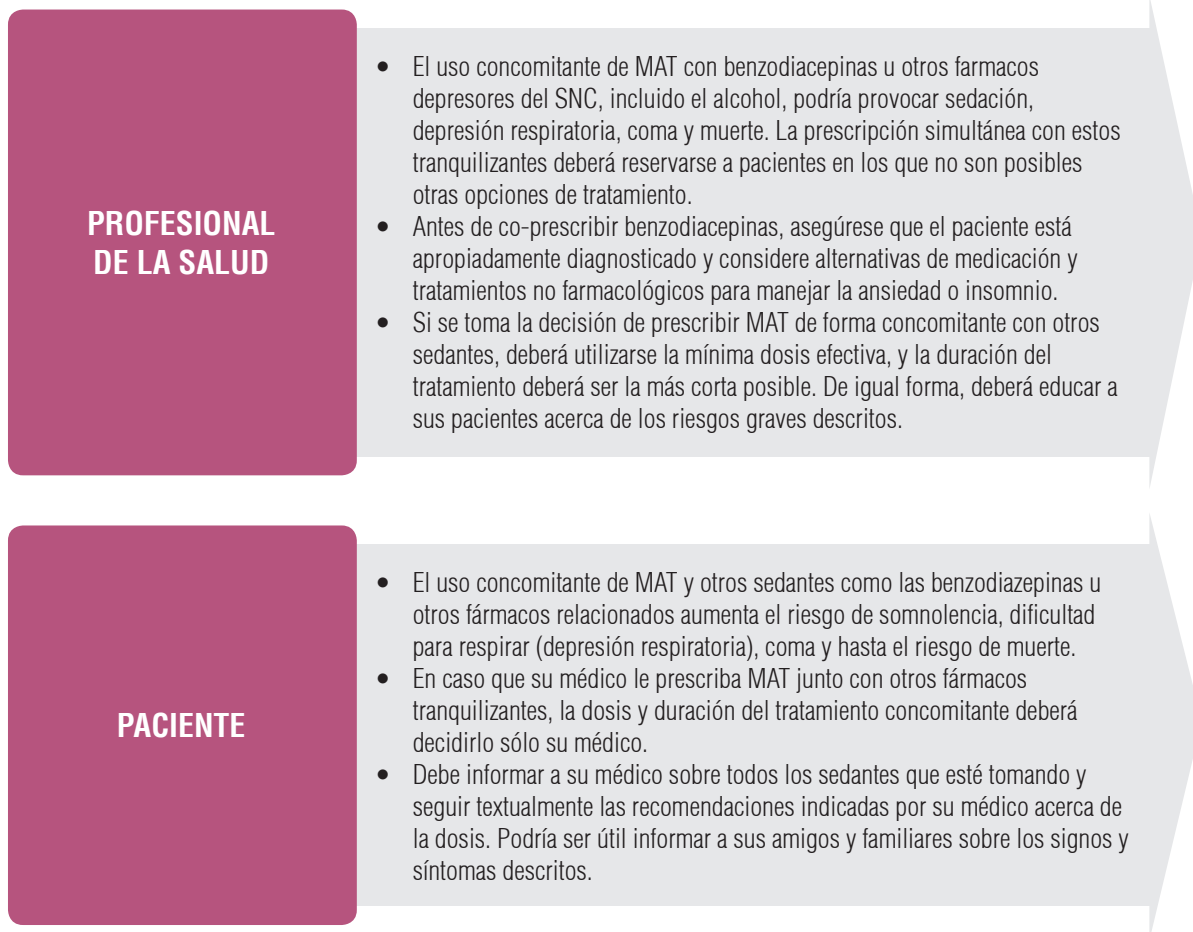 PROFESIONAL
DE LA SALUD
• El uso concomitante de MAT con benzodiacepinas u otros farmacos
depresores del SNC, incluido el alcohol, podría provocar sedación,
depresión respiratoria, coma y muerte. La prescripción simultánea con estos
tranquilizantes deberá reservarse a pacientes en los que no son posibles
otras opciones de tratamiento.
• Antes de co-prescribir benzodiacepinas, asegúrese que el paciente está
apropiadamente diagnosticado y considere alternativas de medicación y
tratamientos no farmacológicos para manejar la ansiedad o insomnio.
• Si se toma la decisión de prescribir MAT de forma concomitante con otros
sedantes, deberá utilizarse la mínima dosis efectiva, y la duración del
tratamiento deberá ser la más corta posible. De igual forma, deberá educar a
sus pacientes acerca de los riesgos graves descritos.
PACIENTE
• El uso concomitante de MAT y otros sedantes como las benzodiazepinas u
otros fármacos relacionados aumenta el riesgo de somnolencia, dificultad
para respirar (depresión respiratoria), coma y hasta el riesgo de muerte.
• En caso que su médico le prescriba MAT junto con otros fármacos
tranquilizantes, la dosis y duración del tratamiento concomitante deberá
decidirlo sólo su médico.
• Debe informar a su médico sobre todos los sedantes que esté tomando y
seguir textualmente las recomendaciones indicadas por su médico acerca de
la dosis. Podría ser útil informar a sus amigos y familiares sobre los signos y
síntomas descritos.